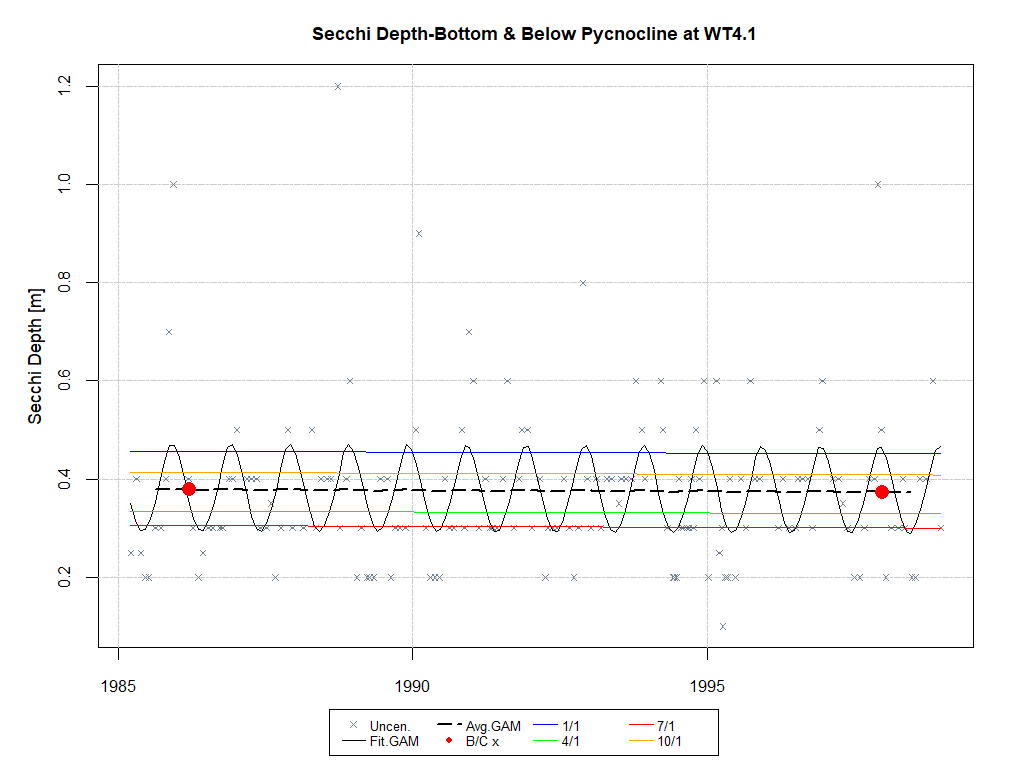 Secchi Depth-Bottom & Below Pycnocline at WT4.1
Secchi Depth [m]
1.2
1.0
0.8
0.6
0.4
0.2
1985 1990 1995
Uncen. Avg.GAM 1/1 7/1
Fit.GAM B/C x 4/1 10/1